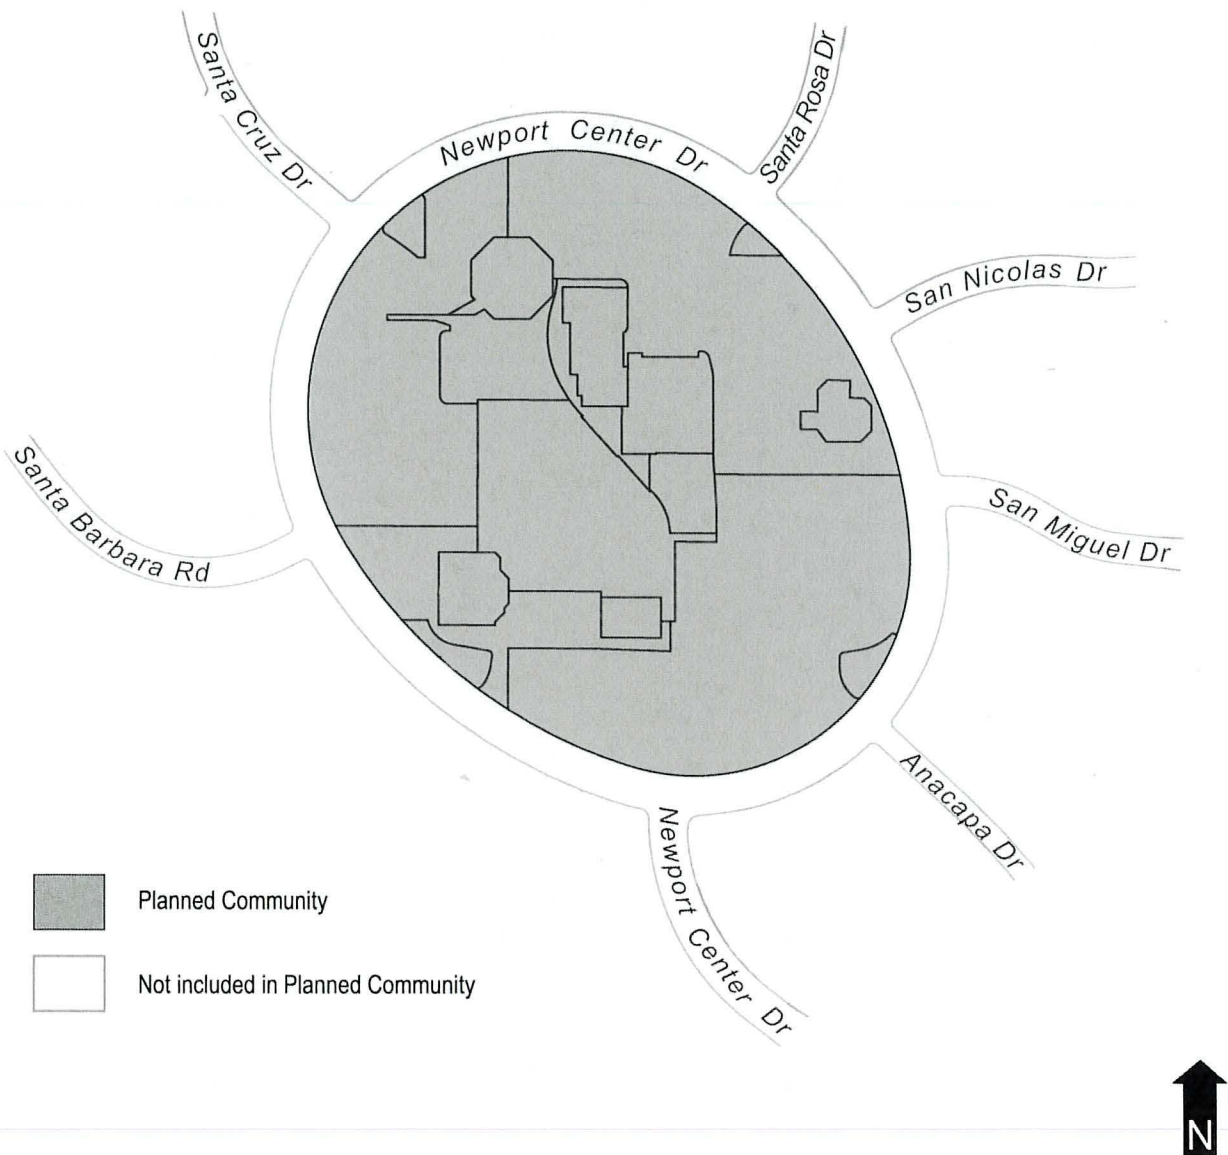 Santa Cruz Dr
Newport Center Dr
Santa Rosa Dr
San Nicolas Dr
San Miguel Dr
Santa Barbara Rd
Anacapa Dr
Newport Center Dr
Planned Community
Not included in Planned Community
N